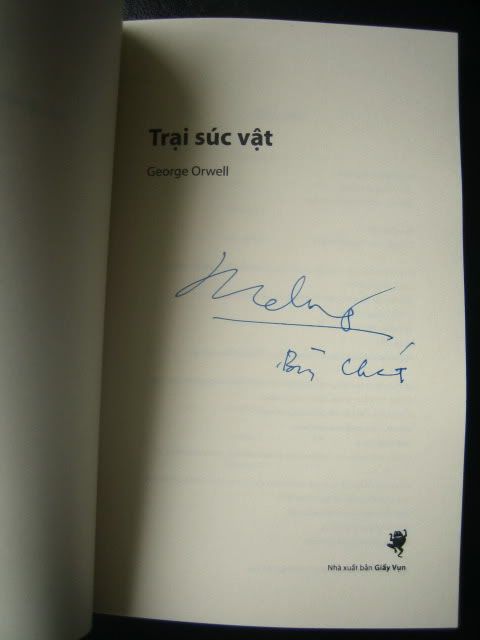 Trại súc vật
George Orwell
Bùi Chát
Nhà xuất bản Giấy Vụn